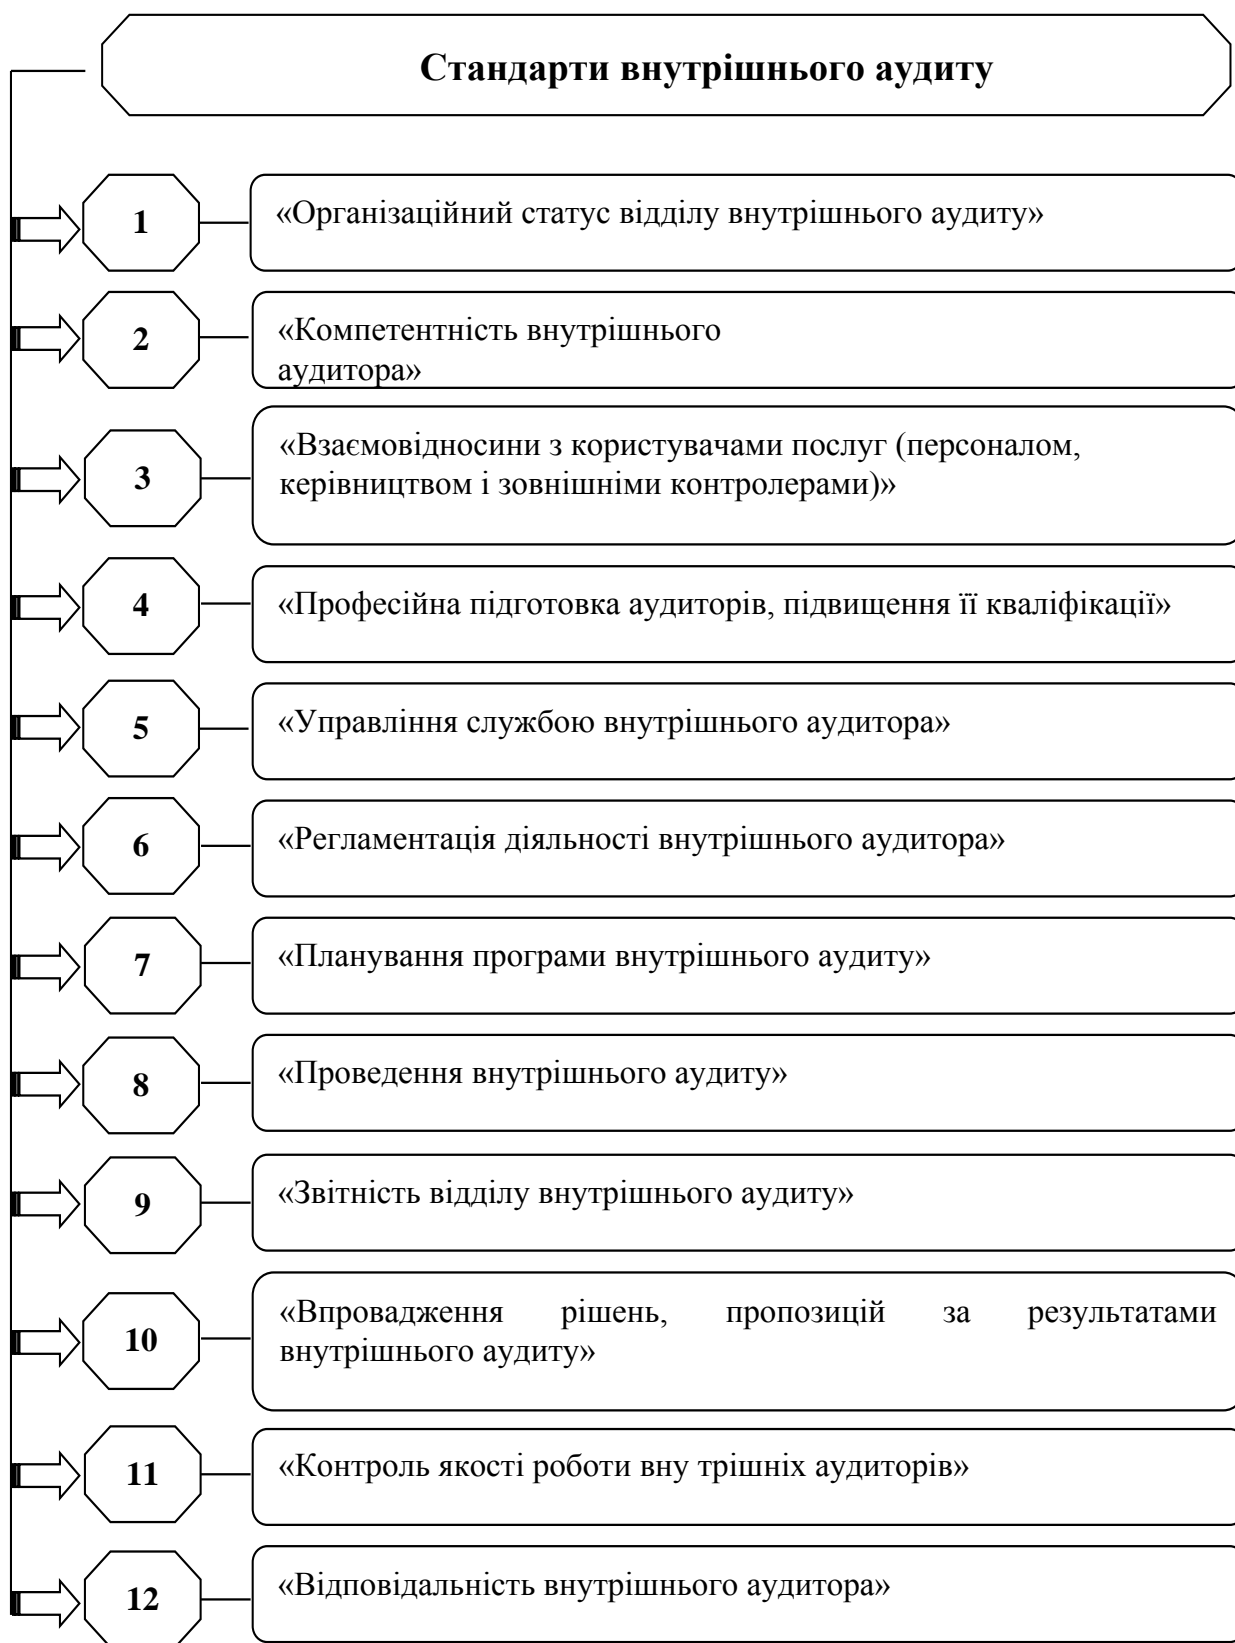 Стандарти внутрішнього аудиту
1
«Організаційний статус відділу внутрішнього аудиту»
2
«Компетентність внутрішнього
аудитора»
3
«Взаємовідносини з користувачами послуг (персоналом,
керівництвом і зовнішніми контролерами)»
4
«Професійна підготовка аудиторів, підвищення її кваліфікації»
5
«Управління службою внутрішнього аудитора»
6
«Регламентація діяльності внутрішнього аудитора»
7
«Планування програми внутрішнього аудиту»
8
«Проведення внутрішнього аудиту»
9
«Звітність відділу внутрішнього аудиту»
10
«Впровадження рішень, пропозицій за результатами
внутрішнього аудиту»
11
«Контроль якості роботи вну трішніх аудиторів»
12
«Відповідальність внутрішнього аудитора»